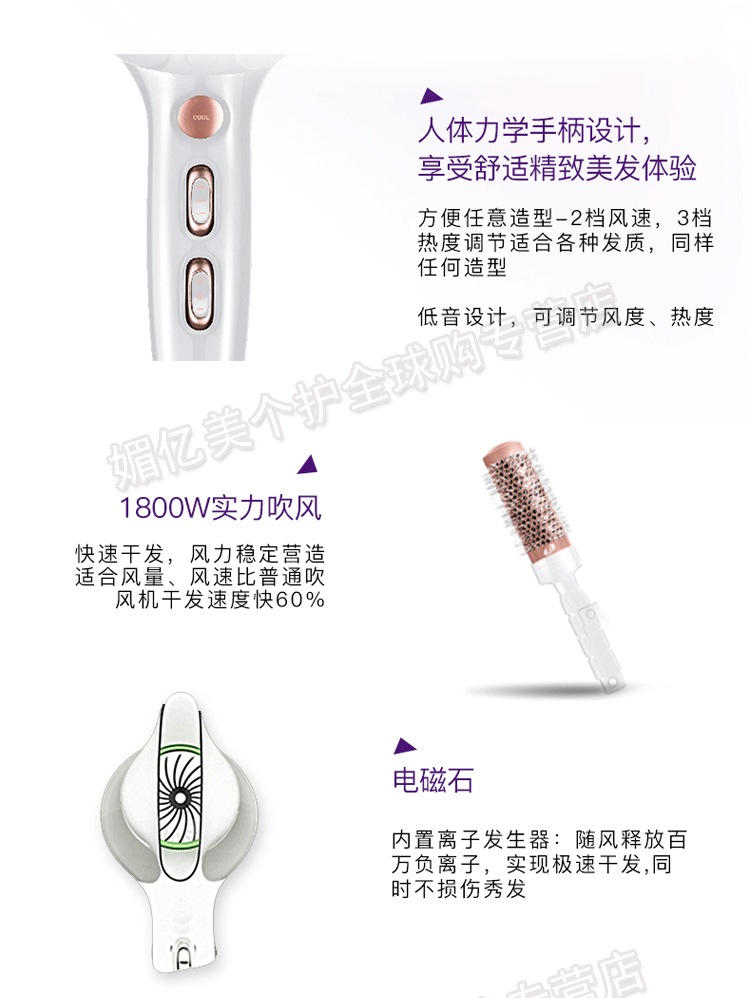 COOL
人体力学手柄设计,
享受舒适精致美发体验
方便任意造型-2档风速，3档
热度调节适合各种发质，同样
任何造型
低音设计，可调节风度、热度
媚亿美个护全球购专营店
1800W实力吹风
快速干发，风力稳定营造
适合风量、风速比普通吹
风机干发速度快60%
电磁石
内置离子发生器：随风释放百
万负离子，实现极速干发,同
时不损伤秀发
专营店